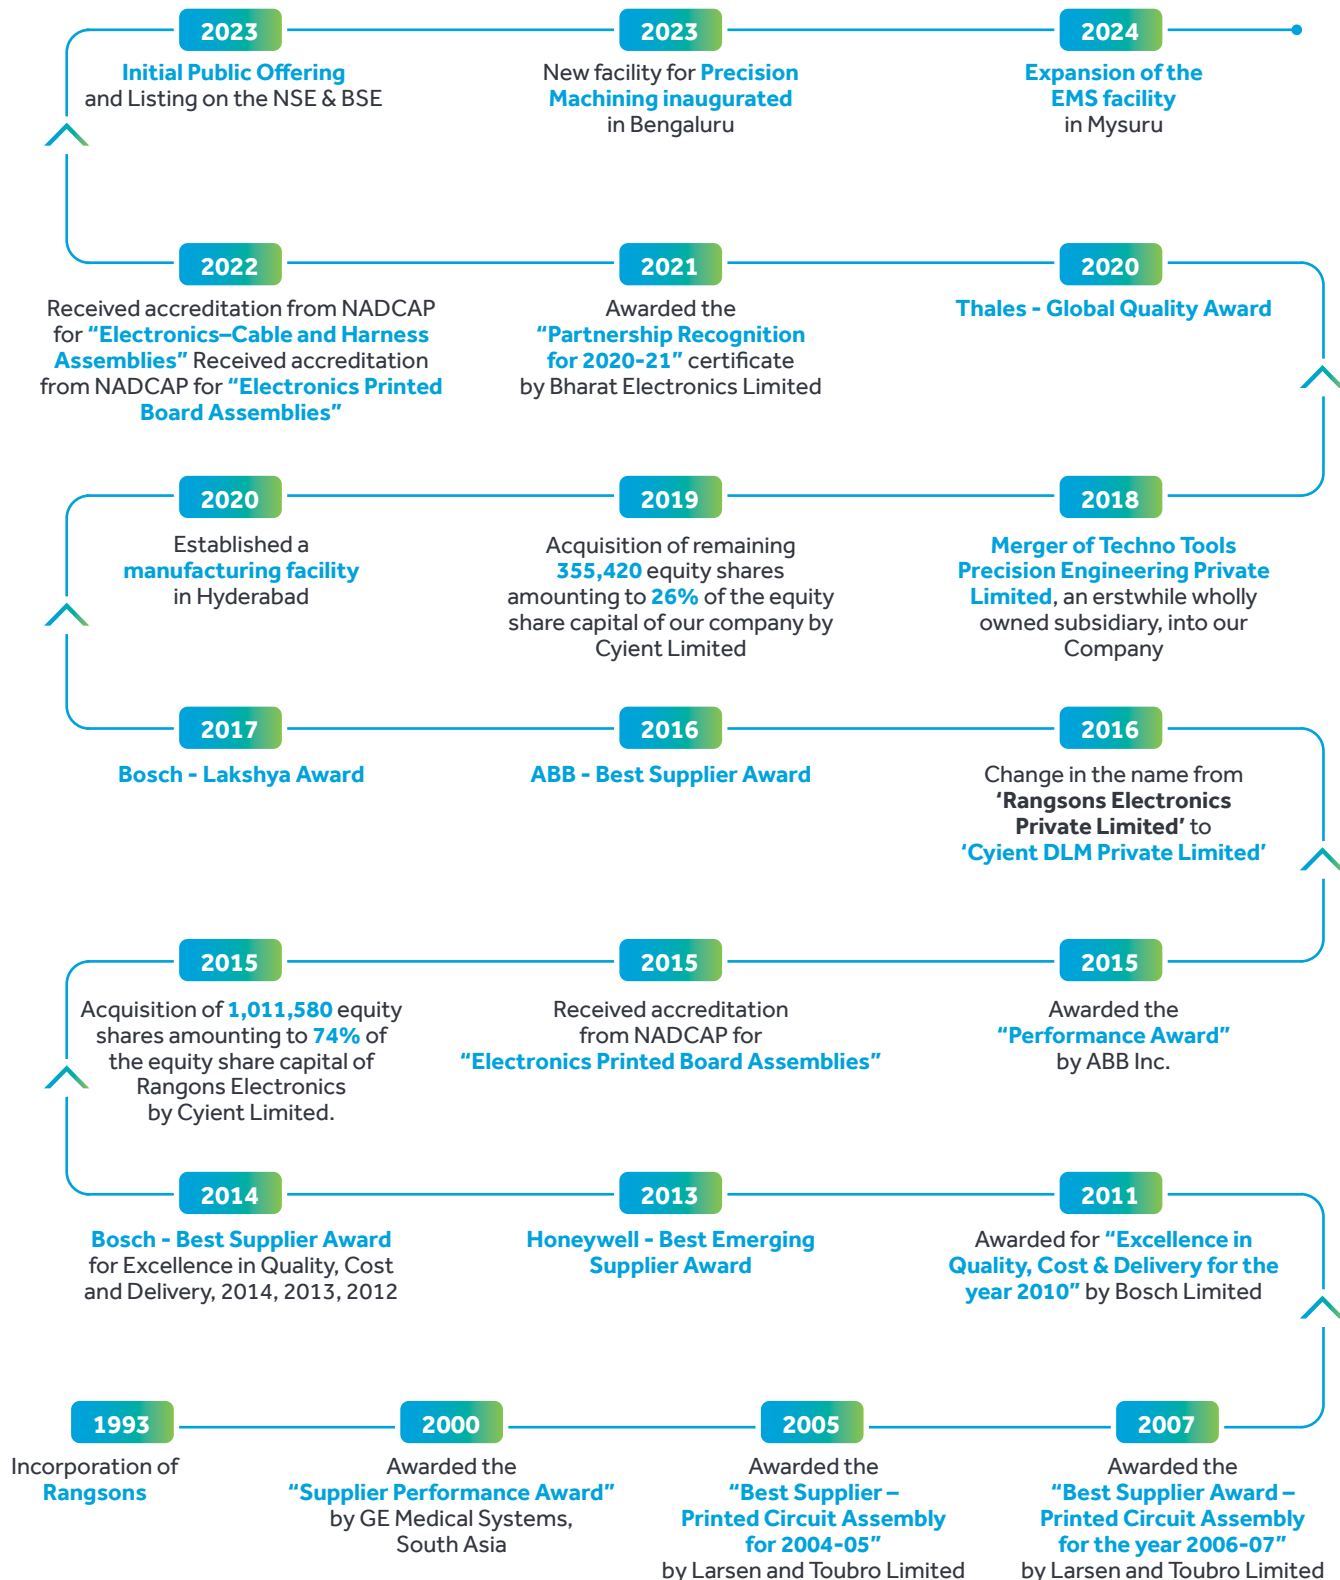 2023
Initial Public Offering
and Listing on the NSE & BSE
2023
New facility for Precision
Machining inaugurated
in Bengaluru
2024
Expansion of the
EMS facility
in Mysuru
2022
Received accreditation from NADCAP
for “Electronics–Cable and Harness
Assemblies” Received accreditation
from NADCAP for “Electronics Printed
Board Assemblies”
2021
Awarded the
“Partnership Recognition
for 2020-21” certificate
by Bharat Electronics Limited
2020
Thales - Global Quality Award
2020
Established a
manufacturing facility
in Hyderabad
2019
Acquisition of remaining
355,420 equity shares
amounting to 26% of the equity
share capital of our company by
Cyient Limited
2018
Merger of Techno Tools
Precision Engineering Private
Limited, an erstwhile wholly
owned subsidiary, into our
Company
2017
Bosch - Lakshya Award
2016
ABB - Best Supplier Award
2016
Change in the name from
‘Rangsons Electronics
Private Limited’ to
‘Cyient DLM Private Limited’
2015
Acquisition of 1,011,580 equity
shares amounting to 74% of
the equity share capital of
Rangons Electronics
by Cyient Limited.
2015
Received accreditation
from NADCAP for
“Electronics Printed Board Assemblies”
2015
Awarded the
“Performance Award”
by ABB Inc.
2014
Bosch - Best Supplier Award
for Excellence in Quality, Cost
and Delivery, 2014, 2013, 2012
2013
Honeywell - Best Emerging
Supplier Award
2011
Awarded for “Excellence in
Quality, Cost & Delivery for the
year 2010” by Bosch Limited
1993
Incorporation of
Rangsons
2000
Awarded the
“Supplier Performance Award”
by GE Medical Systems,
South Asia
2005
Awarded the
“Best Supplier –
Printed Circuit Assembly
for 2004-05”
by Larsen and Toubro Limited
2007
Awarded the
“Best Supplier Award –
Printed Circuit Assembly
for the year 2006-07”
by Larsen and Toubro Limited